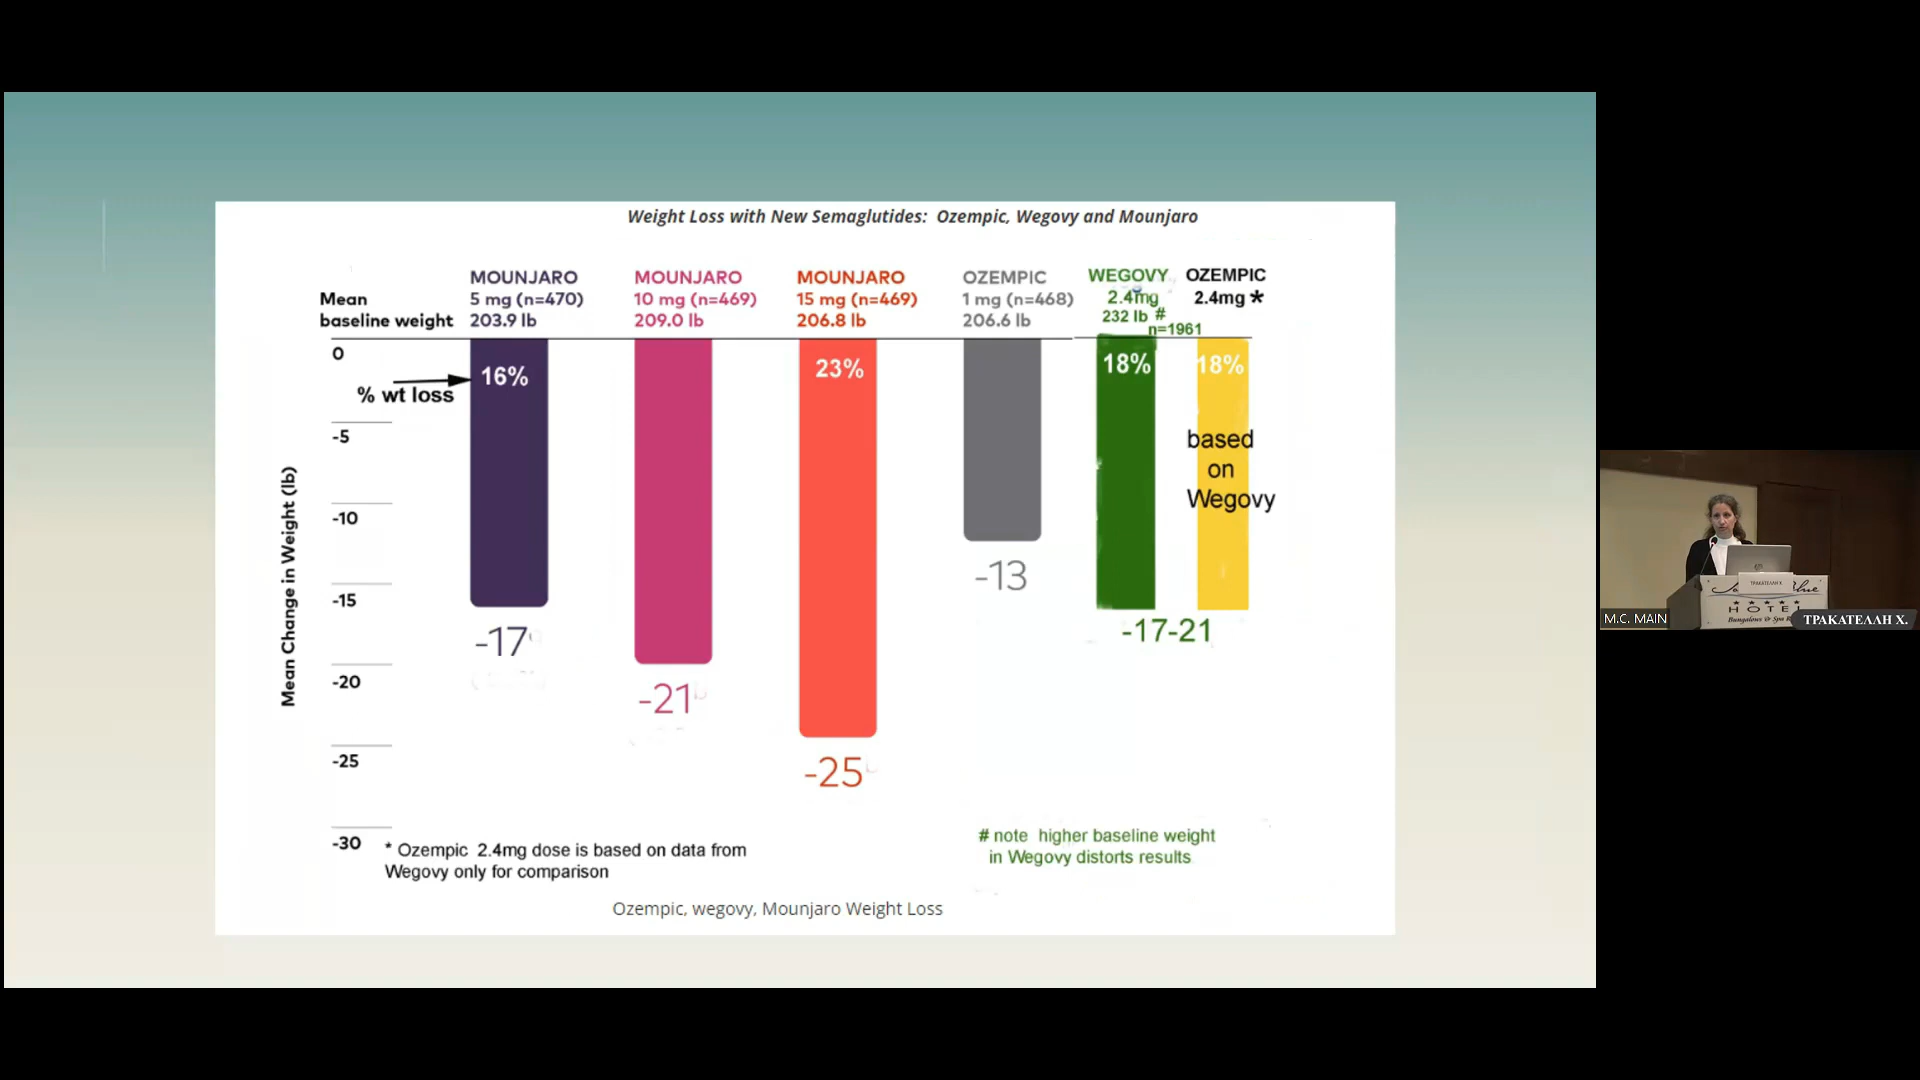 Weight Loss with New Semaglutides: Ozempic, Wegovy and Mounjaro
Mean
baseline weight
MOUNJARO
5 mg (n=470)
203.9 lb
MOUNJARO
10 mg (n=469)
209.0 lb
MOUNJARO
15 mg (n=469)
206.8 lb
OZEMPIC
1 mg (n=468)
206.6 lb
WEGOVY
2.4mg
232 lb #
n=1961
OZEMPIC
2.4mg *
0
-5
-10
-15
-20
-25
-30
Mean Change in Weight (lb)
% wt loss
16%
23%
18%
18%
based
on
Wegovy
-17
-21
-25
-13
-17-21
* Ozempic 2.4mg dose is based on data from
Wegovy only for comparison
# note higher baseline weight
in Wegovy distorts results
Ozempic, wegovy, Mounjaro Weight Loss
ΤΡΑΚΑΤΕΛΛΗ Χ.
HOTEL
Bungalows & Spa
M.C. MAIN
ΤΡΑΚΑΤΕΛΛΗ Χ.